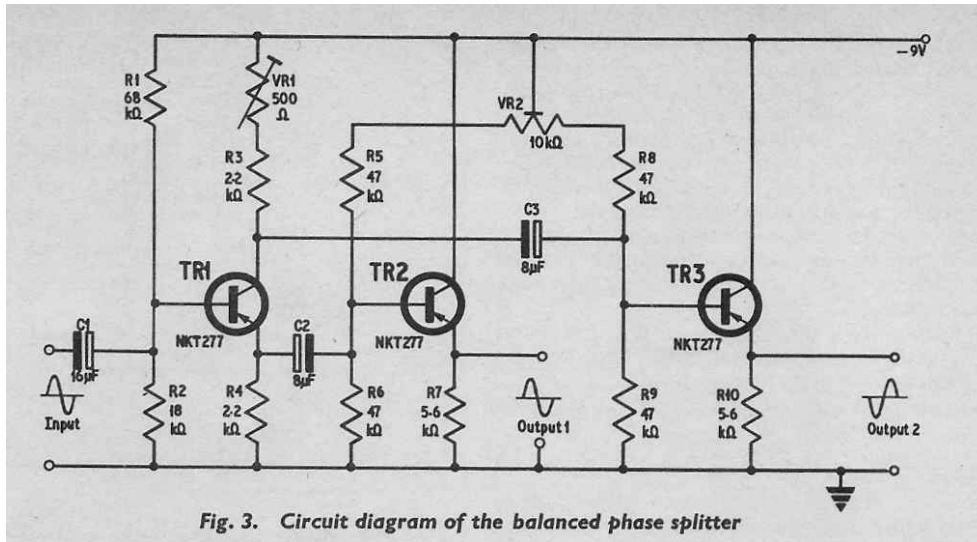 –9V
R1
68
kΩ
VR1
500
Ω
VR2
10kΩ
R3
2·2
kΩ
R5
47
kΩ
R8
47
kΩ
C3
8µF
TR1
TR2
TR3
NKT277
NKT277
NKT277
C1
16µF
C2
8µF
Input
R2
18
kΩ
R4
2·2
kΩ
R6
47
kΩ
R7
5·6
kΩ
Output 1
R9
47
kΩ
R10
5·6
kΩ
Output 2
Fig. 3. Circuit diagram of the balanced phase splitter